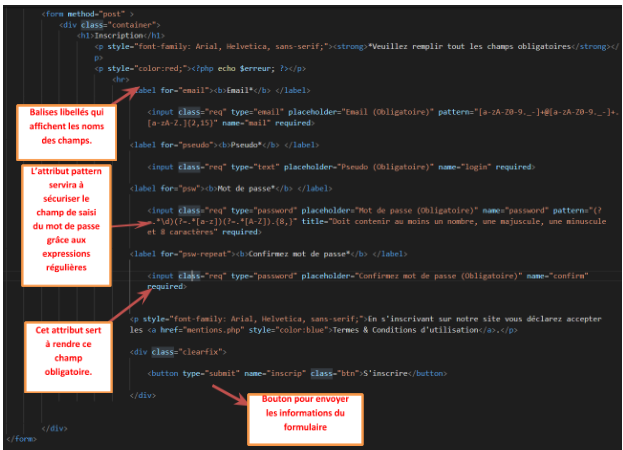 <form method="post" >
<div class="container">
<h1>Inscription</h1>
<p style="font-family: Arial, Helvetica, sans-serif;"><strong>*Veuillez remplir tout les champs obligatoires</strong></
p>
<p style="color:red;"><?php echo $erreur; ?></p>
<hr>
<label for="email"><b>Email*</b> </label>
<input class="req" type="email" placeholder="Email (Obligatoire)" pattern="[a-zA-Z0-9._-]+@[a-zA-Z0-9._-]+.
[a-zA-Z.]{2,15}" name="mail" required>
<label for="pseudo"><b>Pseudo*</b> </label>
<input class="req" type="text" placeholder="Pseudo (Obligatoire)" name="login" required>
<label for="psw"><b>Mot de passe*</b> </label>
<input class="req" type="password" placeholder="Mot de passe (Obligatoire)" name="password" pattern="(?
=.*\d)(?=.*[a-z])(?=.*[A-Z]).{8,}" title="Doit contenir au moins un nombre, une majuscule, une minuscule
et 8 caractères" required>
<label for="psw-repeat"><b>Confirmez mot de passe*</b> </label>
<input class="req" type="password" placeholder="Confirmez mot de passe (Obligatoire)" name="confirm"
required>
<p style="font-family: Arial, Helvetica, sans-serif;">En s'inscrivant sur notre site vous déclarez accepter
les <a href="mentions.php" style="color:blue">Termes & Conditions d'utilisation</a>.</p>
<div class="clearfix">
<button type="submit" name="inscrip" class="btn">S'inscrire</button>
</div>
</div>
</form>
Balises libellés qui
affichent les noms
des champs.
L'attribut pattern
servira à
sécuriser le
champ de saisi
du mot de passe
grâce aux
expressions
régulières
Cet attribut sert
à rendre ce
champ
obligatoire.
Bouton pour envoyer
les informations du
formulaire